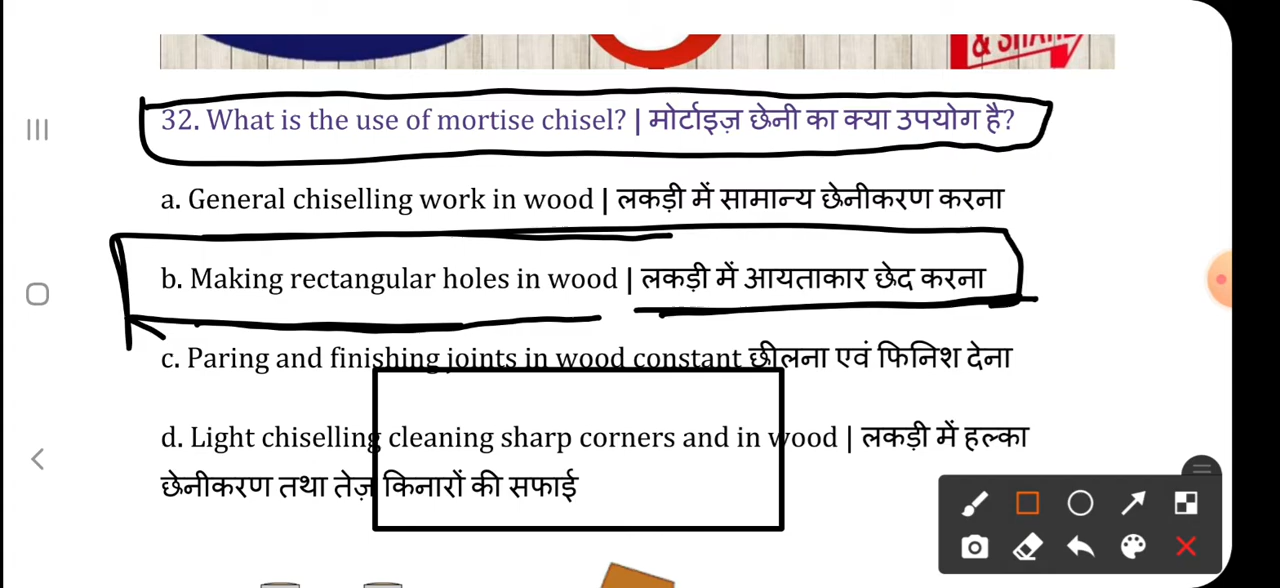 & SHARE
32. What is the use of mortise chisel? | मोर्टाइज़ छेनी का क्या उपयोग है?
a. General chiselling work in wood | लकड़ी में सामान्य छेनीकरण करना
b. Making rectangular holes in wood | लकड़ी में आयताकार छेद करना
c. Paring and finishing joints in wood constant छीलना एवं फिनिश देना
d. Light chiselling cleaning sharp corners and in wood | लकड़ी में हल्का
छेनीकरण तथा तेज़ किनारों की सफाई